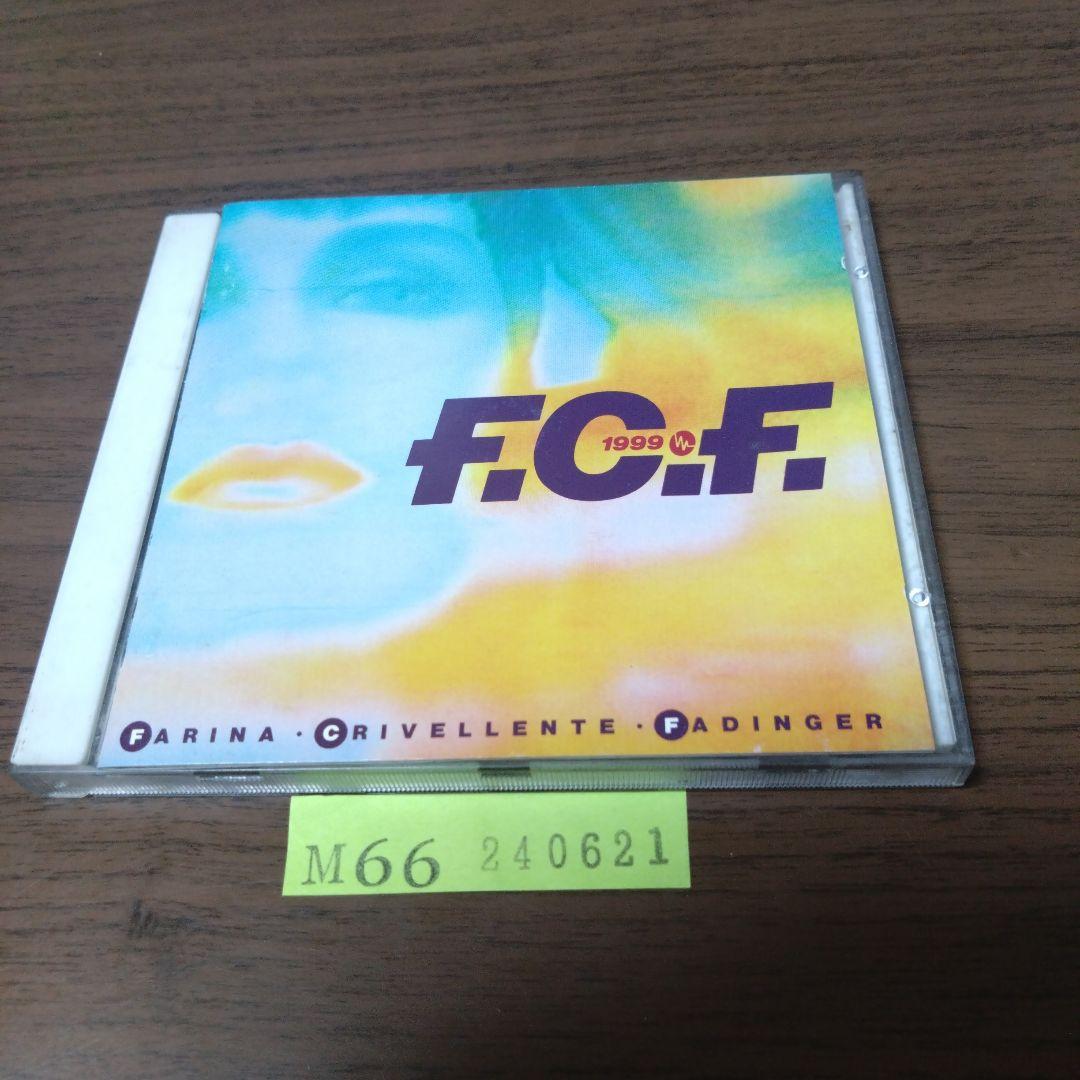 F.C.F.
1999
FARINA · CRIVELLENTE · FADINGER
M66 240621